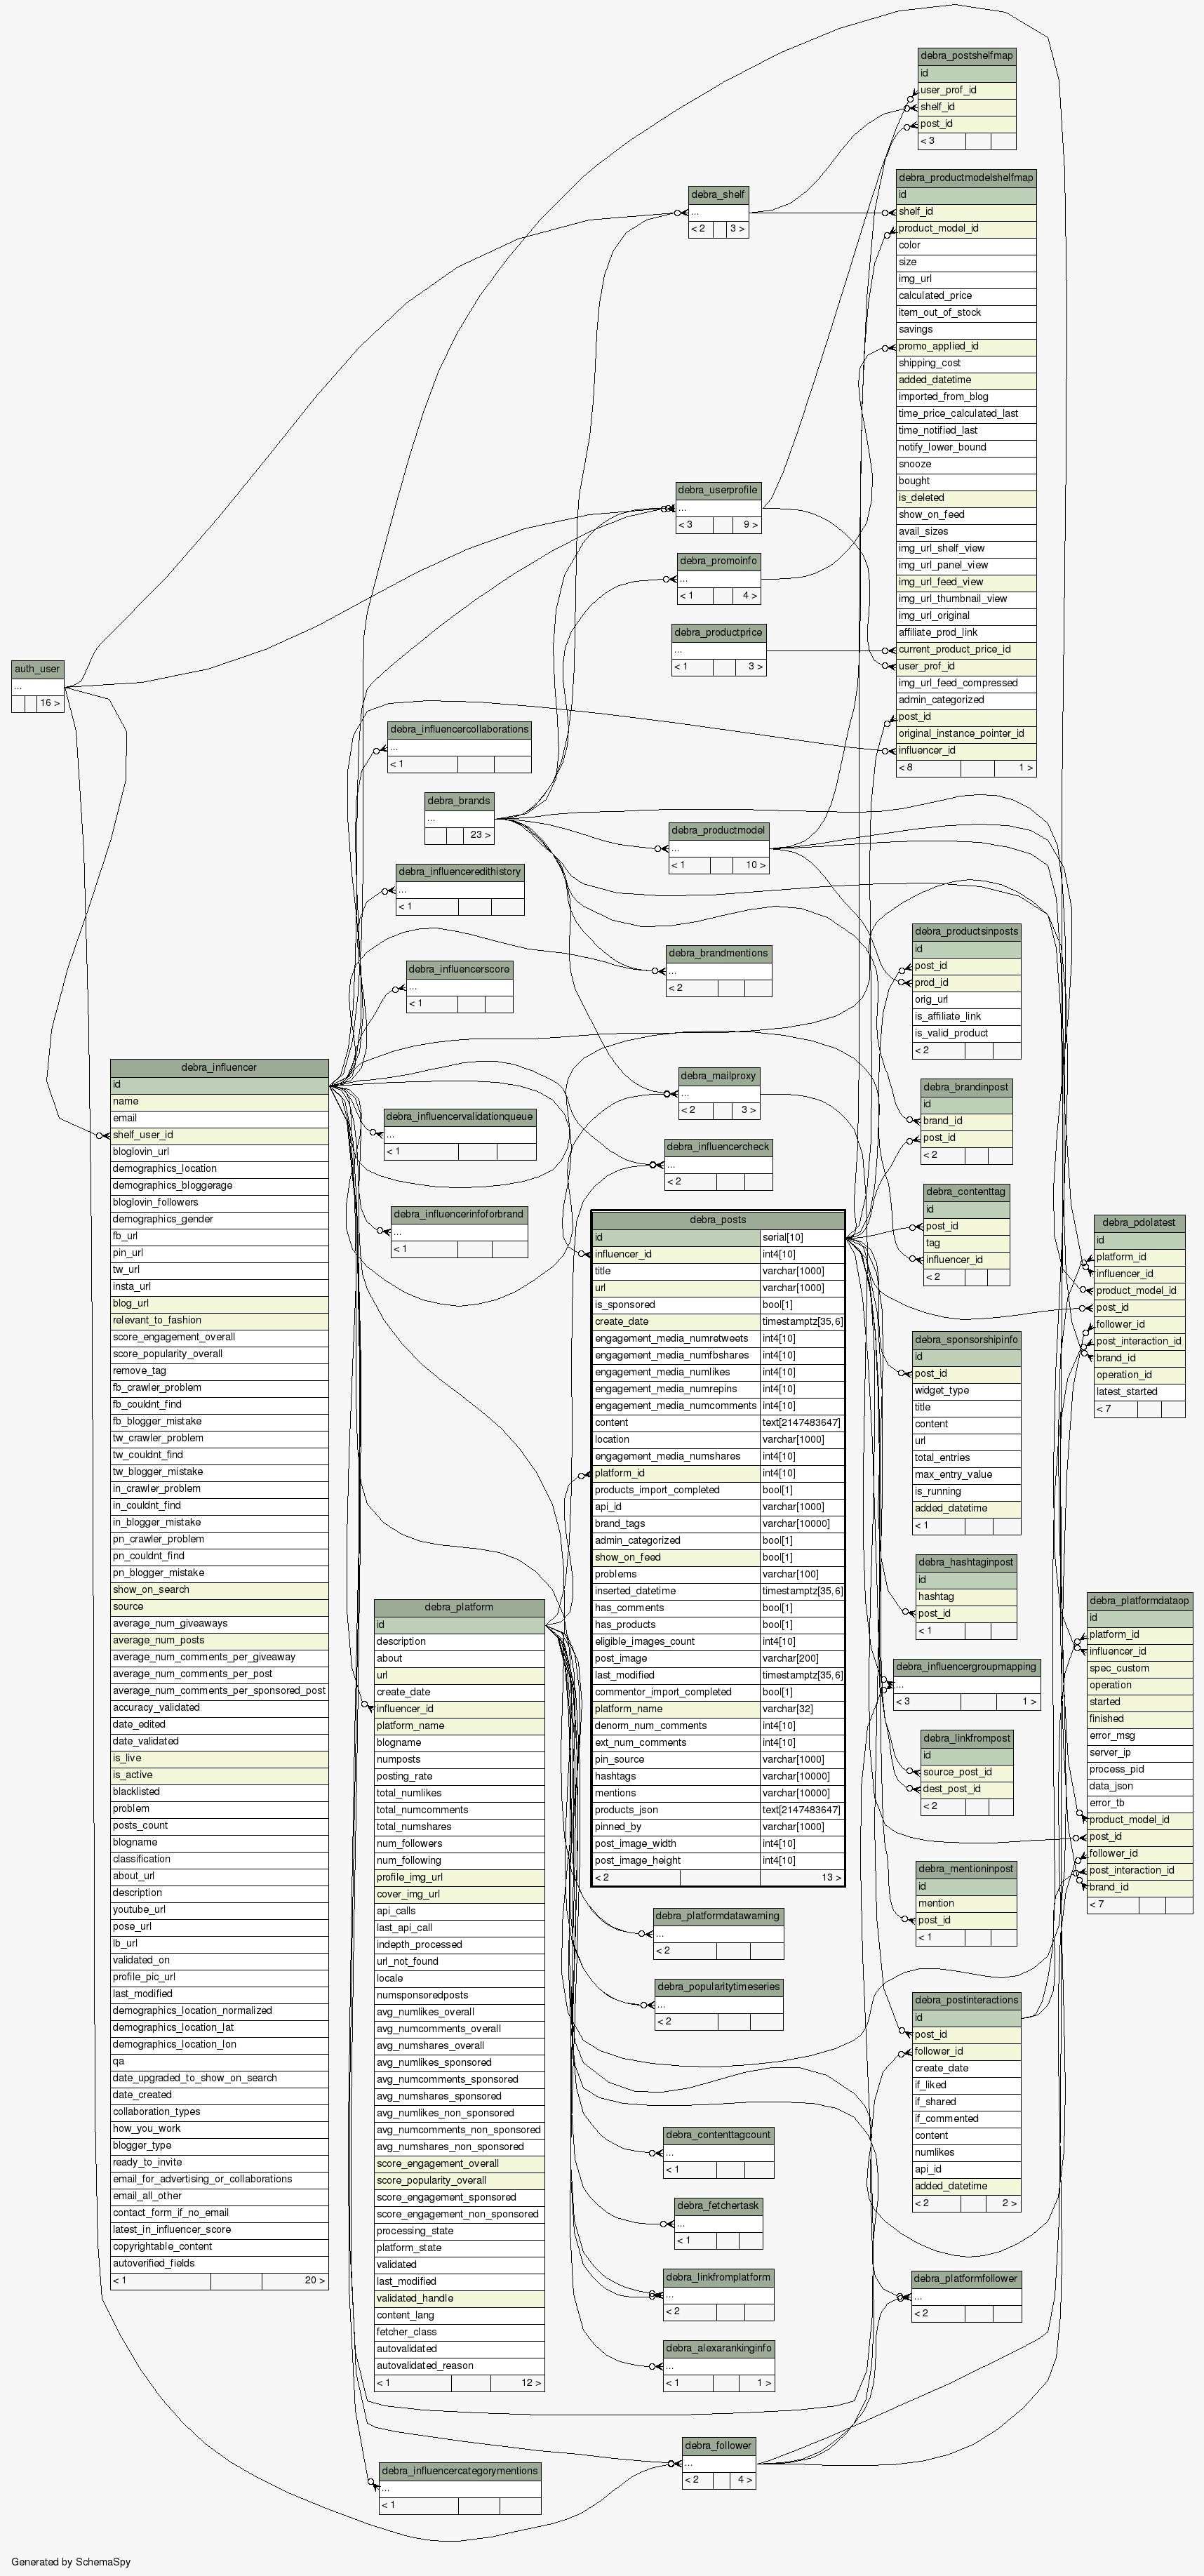 debra_postshelfmap
id
user_prof_id
shelf_id
post_id
< 3
debra_productmodelshelfmap
id
shelf_id
product_model_id
color
size
img_url
calculated_price
item_out_of_stock
savings
promo_applied_id
shipping_cost
added_datetime
imported_from_blog
time_price_calculated_last
time_notified_last
notify_lower_bound
snooze
bought
is_deleted
show_on_feed
avail_sizes
img_url_shelf_view
img_url_panel_view
img_url_feed_view
img_url_thumbnail_view
img_url_original
affiliate_prod_link
current_product_price_id
user_prof_id
img_url_feed_compressed
admin_categorized
post_id
original_instance_pointer_id
influencer_id
< 8 1 >
debra_shelf
...
< 2 3 >
debra_userprofile
...
< 3 9 >
debra_promoinfo
...
< 1 4 >
debra_productprice
...
< 1 3 >
auth_user
...
16 >
debra_influencercollaborations
...
< 1
debra_brands
...
23 >
debra_productmodel
...
< 1 10 >
debra_influenceredithistory
...
< 1
debra_brandmentions
...
< 2
debra_influencerscore
...
< 1
debra_productsinposts
id
post_id
prod_id
orig_url
is_affiliate_link
is_valid_product
< 2
debra_mailproxy
...
< 2 3 >
debra_brandinpost
id
brand_id
post_id
< 2
debra_influencervalidationqueue
...
< 1
debra_influencercheck
...
< 2
debra_contenttag
id
post_id
tag
influencer_id
< 2
debra_influencerinfoforbrand
...
< 1
debra_influencer
id
name
email
shelf_user_id
bloglovin_url
demographics_location
demographics_bloggerage
bloglovin_followers
demographics_gender
fb_url
pin_url
tw_url
insta_url
blog_url
relevant_to_fashion
score_engagement_overall
score_popularity_overall
remove_tag
fb_crawler_problem
fb_couldnt_find
fb_blogger_mistake
tw_crawler_problem
tw_couldnt_find
tw_blogger_mistake
in_crawler_problem
in_couldnt_find
in_blogger_mistake
pn_crawler_problem
pn_couldnt_find
pn_blogger_mistake
show_on_search
source
average_num_giveaways
average_num_posts
average_num_comments_per_giveaway
average_num_comments_per_post
average_num_comments_per_sponsored_post
accuracy_validated
date_edited
date_validated
is_live
is_active
blacklisted
problem
posts_count
blogname
classification
about_url
description
youtube_url
pose_url
lb_url
validated_on
profile_pic_url
last_modified
demographics_location_normalized
demographics_location_lat
demographics_location_lon
qa
date_upgraded_to_show_on_search
date_created
collaboration_types
how_you_work
blogger_type
ready_to_invite
email_for_advertising_or_collaborations
email_all_other
contact_form_if_no_email
latest_in_influencer_score
copyrightable_content
autoverified_fields
< 1 20 >
debra_posts
id serial[10]
influencer_id int4[10]
title varchar[1000]
url varchar[1000]
is_sponsored bool[1]
create_date timestamptz[35,6]
engagement_media_numretweets int4[10]
engagement_media_numfbshares int4[10]
engagement_media_numlikes int4[10]
engagement_media_numrepins int4[10]
engagement_media_numcomments int4[10]
content text[2147483647]
location varchar[1000]
engagement_media_numshares int4[10]
platform_id int4[10]
products_import_completed bool[1]
api_id varchar[1000]
brand_tags varchar[10000]
admin_categorized bool[1]
show_on_feed bool[1]
problems varchar[100]
inserted_datetime timestamptz[35,6]
has_comments bool[1]
has_products bool[1]
eligible_images_count int4[10]
post_image varchar[200]
last_modified timestamptz[35,6]
commentor_import_completed bool[1]
platform_name varchar[32]
denorm_num_comments int4[10]
ext_num_comments int4[10]
pin_source varchar[1000]
hashtags varchar[10000]
mentions varchar[10000]
products_json text[2147483647]
pinned_by varchar[1000]
post_image_width int4[10]
post_image_height int4[10]
< 2 13 >
debra_pdolatest
id
platform_id
influencer_id
product_model_id
post_id
follower_id
post_interaction_id
brand_id
operation_id
latest_started
< 7
debra_sponsorshipinfo
id
post_id
widget_type
title
content
url
total_entries
max_entry_value
is_running
added_datetime
< 1
debra_hashtaginpost
id
hashtag
post_id
< 1
debra_influencergroupmapping
...
< 3 1 >
debra_linkfrompost
id
source_post_id
dest_post_id
< 2
debra_mentioninpost
id
mention
post_id
< 1
debra_platformdataop
id
platform_id
influencer_id
spec_custom
operation
started
finished
error_msg
server_ip
process_pid
data_json
error_tb
product_model_id
post_id
follower_id
post_interaction_id
brand_id
< 7
debra_platform
id
description
about
url
create_date
influencer_id
platform_name
blogname
numposts
posting_rate
total_numlikes
total_numcomments
total_numshares
num_followers
num_following
profile_img_url
cover_img_url
api_calls
last_api_call
indepth_processed
url_not_found
locale
numsponsoredposts
avg_numlikes_overall
avg_numcomments_overall
avg_numshares_overall
avg_numlikes_sponsored
avg_numcomments_sponsored
avg_numshares_sponsored
avg_numlikes_non_sponsored
avg_numcomments_non_sponsored
avg_numshares_non_sponsored
score_engagement_overall
score_popularity_overall
score_engagement_sponsored
score_engagement_non_sponsored
processing_state
platform_state
validated
last_modified
validated_handle
content_lang
fetcher_class
autovalidated
autovalidated_reason
< 1 12 >
debra_platformdatawarning
...
< 2
debra_popularitytimeseries
...
< 2
debra_postinteractions
id
post_id
follower_id
create_date
if_liked
if_shared
if_commented
content
numlikes
api_id
added_datetime
< 2 2 >
debra_contenttagcount
...
< 1
debra_fetchertask
...
< 1
debra_linkfromplatform
...
< 2
debra_platformfollower
...
< 2
debra_alexarankinginfo
...
< 1 1 >
debra_follower
...
< 2 4 >
debra_influencercategorymentions
...
< 1
Generated by SchemaSpy